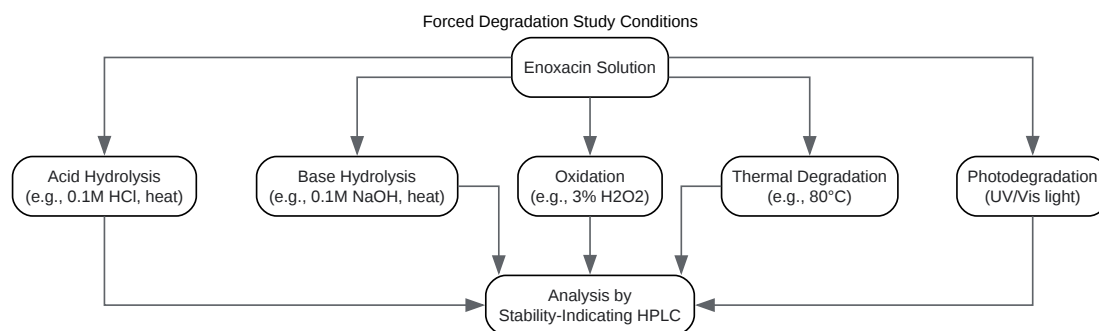 Forced Degradation Study Conditions
Enoxacin Solution
Acid Hydrolysis
(e.g., 0.1M HCl, heat)
Base Hydrolysis
(e.g., 0.1M NaOH, heat)
Oxidation
(e.g., 3% H2O2)
Thermal Degradation
(e.g., 80°C)
Photodegradation
(UV/Vis light)
Analysis by
Stability-Indicating HPLC